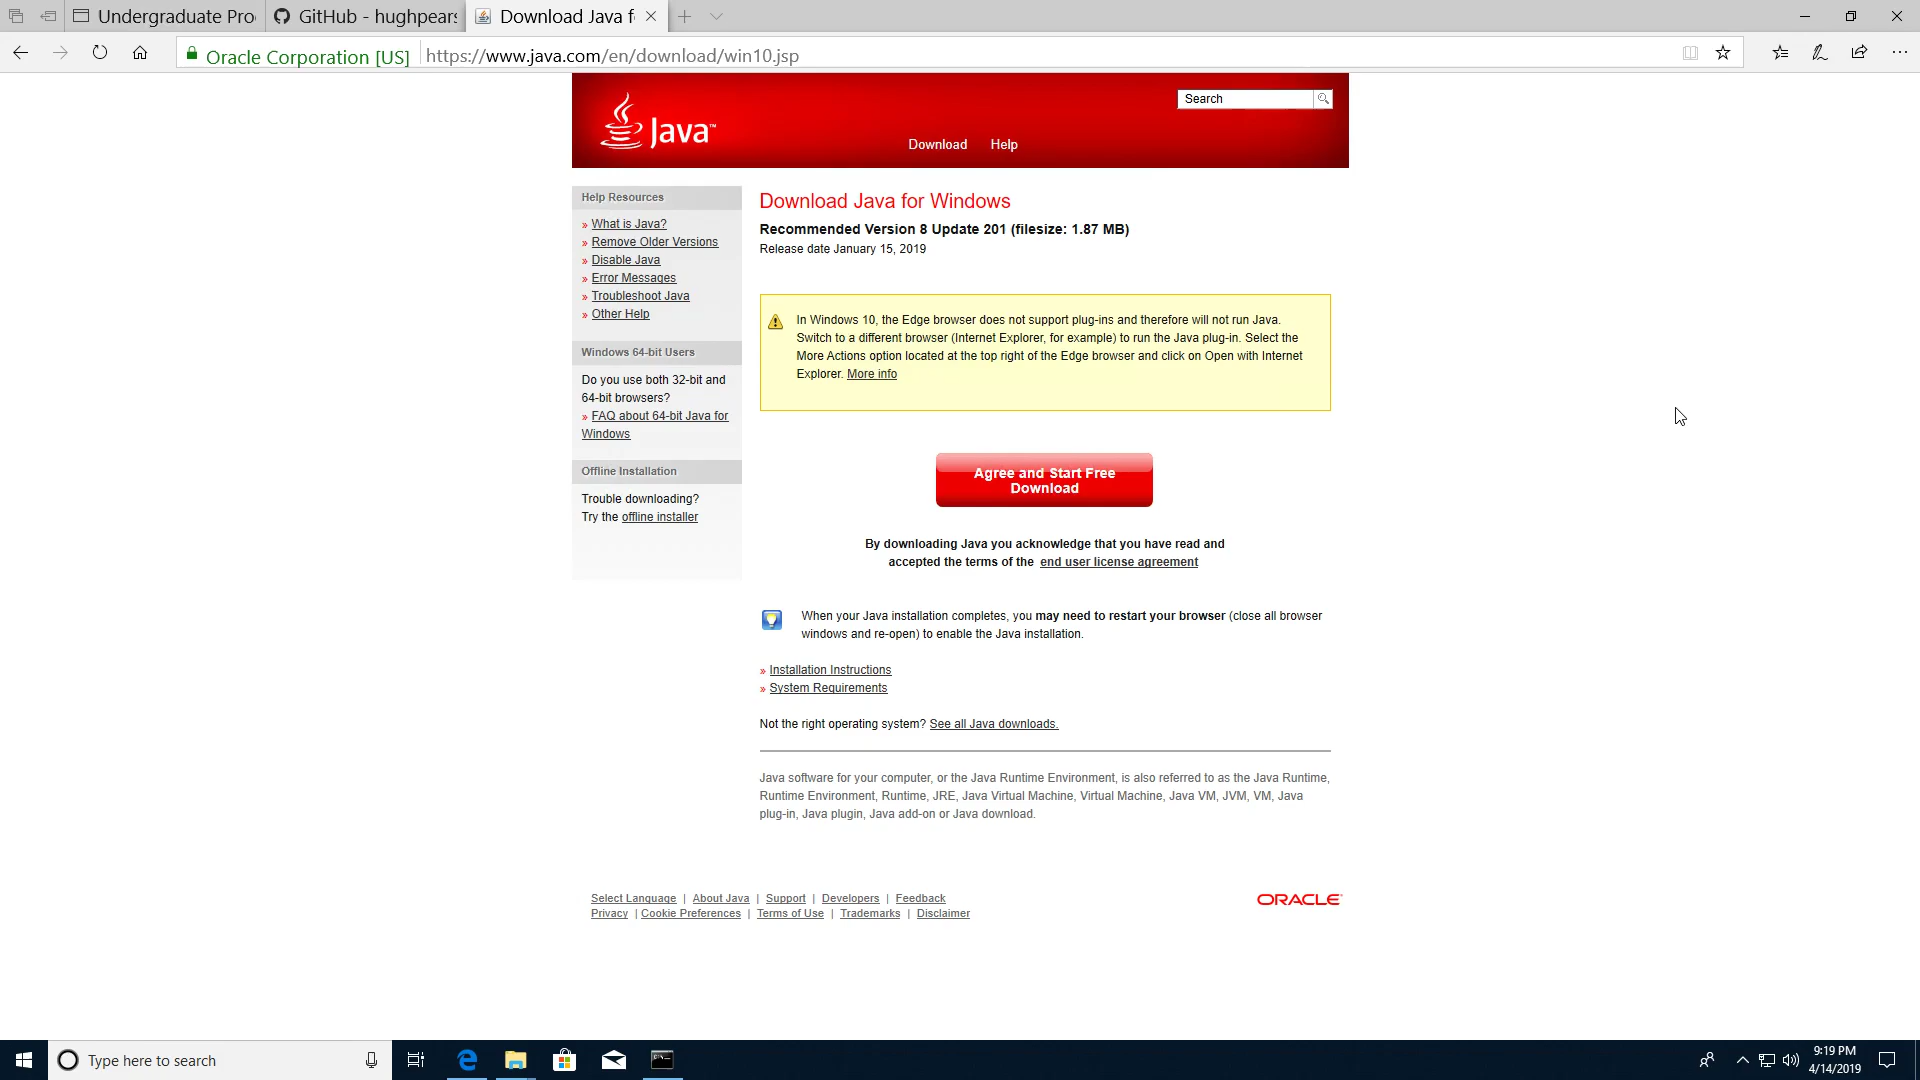 Undergraduate Pro
GitHub - hughpears
Download Java f
Oracle Corporation [US]
https://www.java.com/en/download/win10.jsp
Java™
Search
Download Help
Help Resources
» What is Java?
» Remove Older Versions
» Disable Java
» Error Messages
» Troubleshoot Java
» Other Help
Windows 64-bit Users
Do you use both 32-bit and
64-bit browsers?
» FAQ about 64-bit Java for
Windows
Offline Installation
Trouble downloading?
Try the offline installer
Download Java for Windows
Recommended Version 8 Update 201 (filesize: 1.87 MB)
Release date January 15, 2019
In Windows 10, the Edge browser does not support plug-ins and therefore will not run Java.
Switch to a different browser (Internet Explorer, for example) to run the Java plug-in. Select the
More Actions option located at the top right of the Edge browser and click on Open with Internet
Explorer. More info
Agree and Start Free
Download
By downloading Java you acknowledge that you have read and
accepted the terms of the end user license agreement
When your Java installation completes, you may need to restart your browser (close all browser
windows and re-open) to enable the Java installation.
» Installation Instructions
» System Requirements
Not the right operating system? See all Java downloads.
Java software for your computer, or the Java Runtime Environment, is also referred to as the Java Runtime,
Runtime Environment, Runtime, JRE, Java Virtual Machine, Virtual Machine, Java VM, JVM, VM, Java
plug-in, Java plugin, Java add-on or Java download.
Select Language | About Java | Support | Developers | Feedback
Privacy | Cookie Preferences | Terms of Use | Trademarks | Disclaimer
ORACLE
Type here to search
9:19 PM
4/14/2019